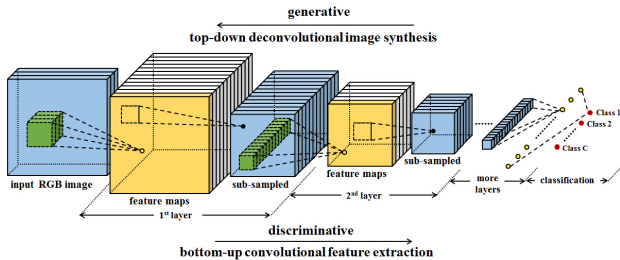 generative
top-down deconvolutional image synthesis
input RGB image
feature maps
sub-sampled
feature maps
sub-sampled
more
layers
classification
Class 1
Class 2
Class C
1st layer
2nd layer
discriminative
bottom-up convolutional feature extraction